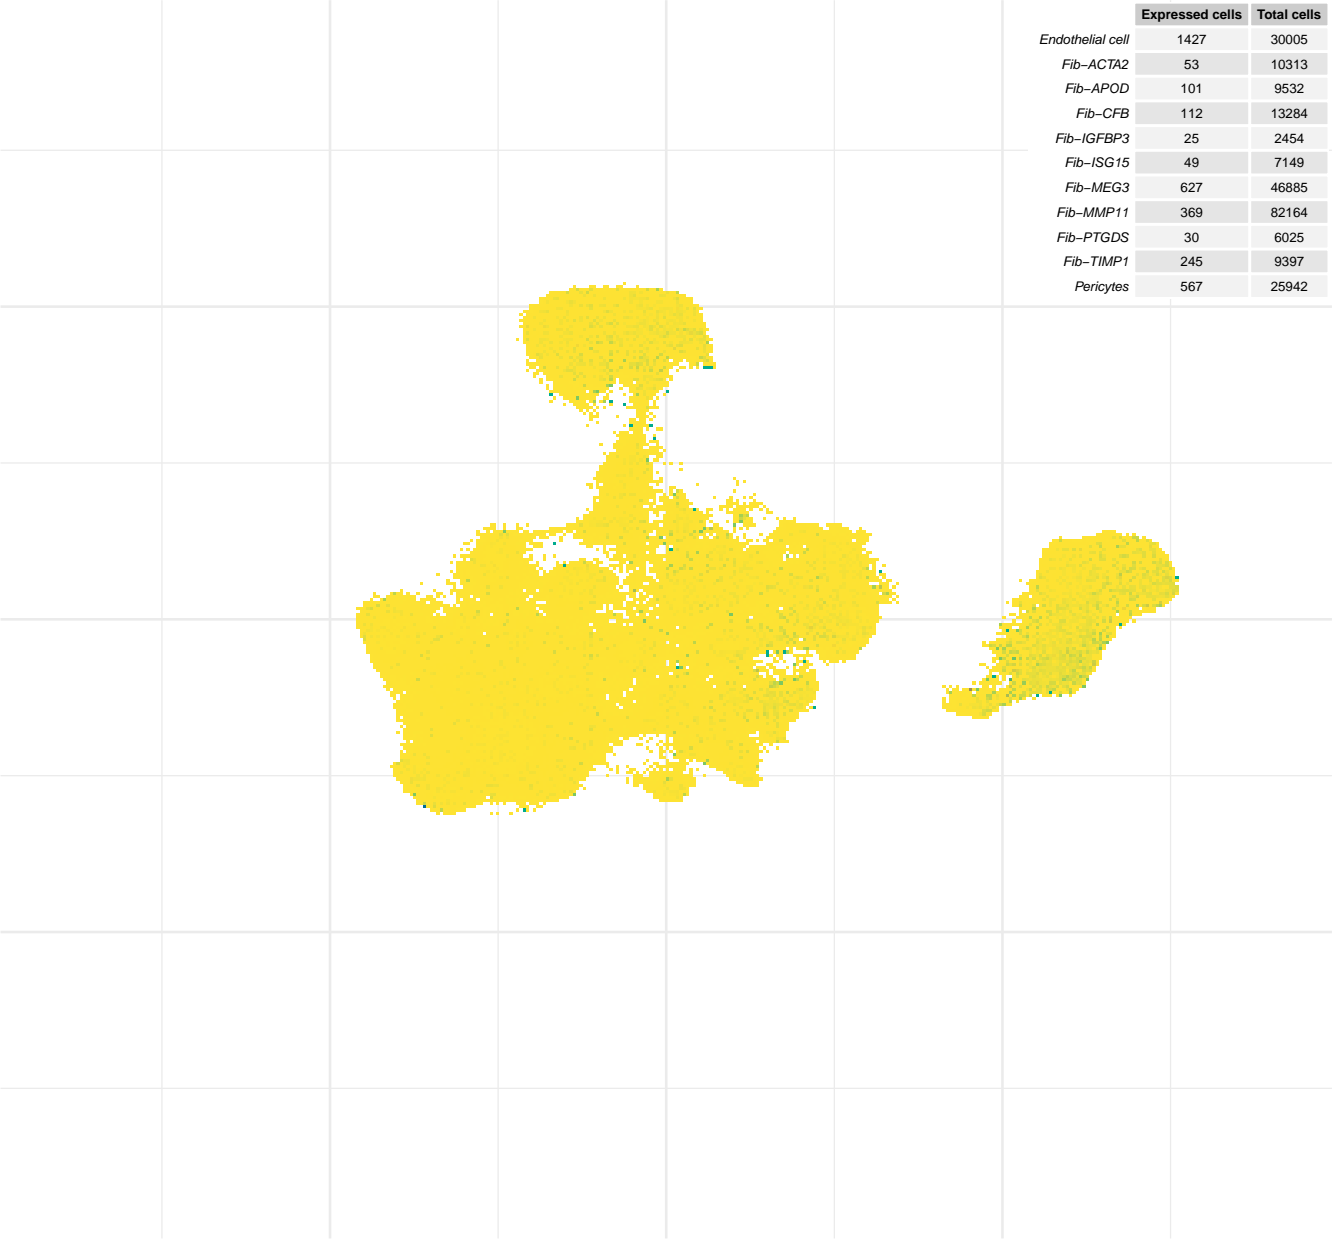 Expressed cells Total cells
Endothelial cell 1427 30005
Fib−ACTA2 53 10313
Fib−APOD 101 9532
Fib−CFB 112 13284
Fib−IGFBP3 25 2454
Fib−ISG15 49 7149
Fib−MEG3 627 46885
Fib−MMP11 369 82164
Fib−PTGDS 30 6025
Fib−TIMP1 245 9397
Pericytes 567 25942